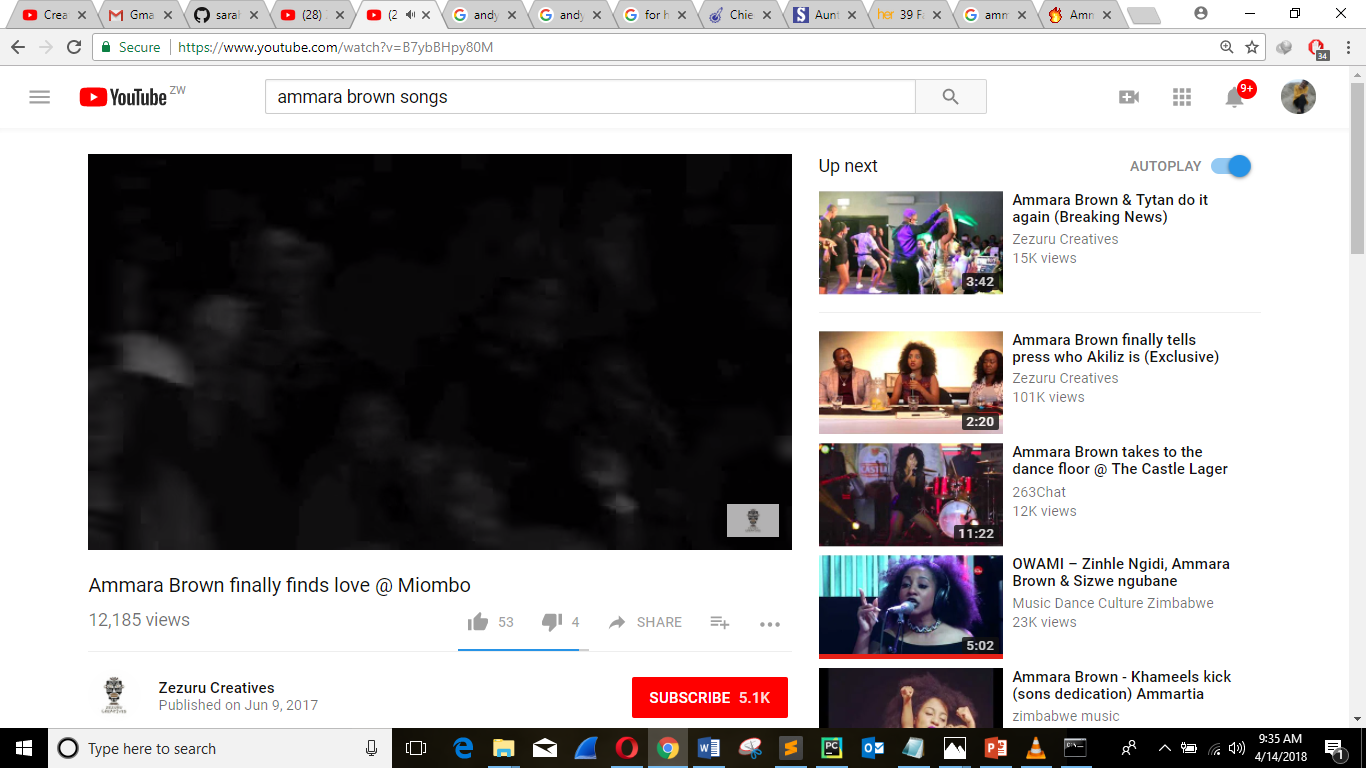 Crea
Gma
sarah
(28)
(2
andy
andy
for h
Chie
Aunt
her
39 Fa
amm
Amn
Secure
https://www.youtube.com/watch?v=B7ybBHpy80M
34
YouTube ZW
ammara brown songs
9+
Up next
AUTOPLAY
Ammara Brown & Tytan do it
again (Breaking News)
Zezuru Creatives
15K views
3:42
Ammara Brown finally tells
press who Akiliz is (Exclusive)
Zezuru Creatives
101K views
2:20
Ammara Brown takes to the
dance floor @ The Castle Lager
263Chat
12K views
CASTLE
11:22
OWAMI – Zinhle Ngidi, Ammara
Brown & Sizwe ngubane
Music Dance Culture Zimbabwe
23K views
5:02
Ammara Brown - Khameels kick
(sons dedication) Ammartia
zimbabwe music
Ammara Brown finally finds love @ Miombo
12,185 views
53
4
SHARE
Zezuru Creatives
Published on Jun 9, 2017
SUBSCRIBE 5.1K
Type here to search
9:35 AM
4/14/2018
1